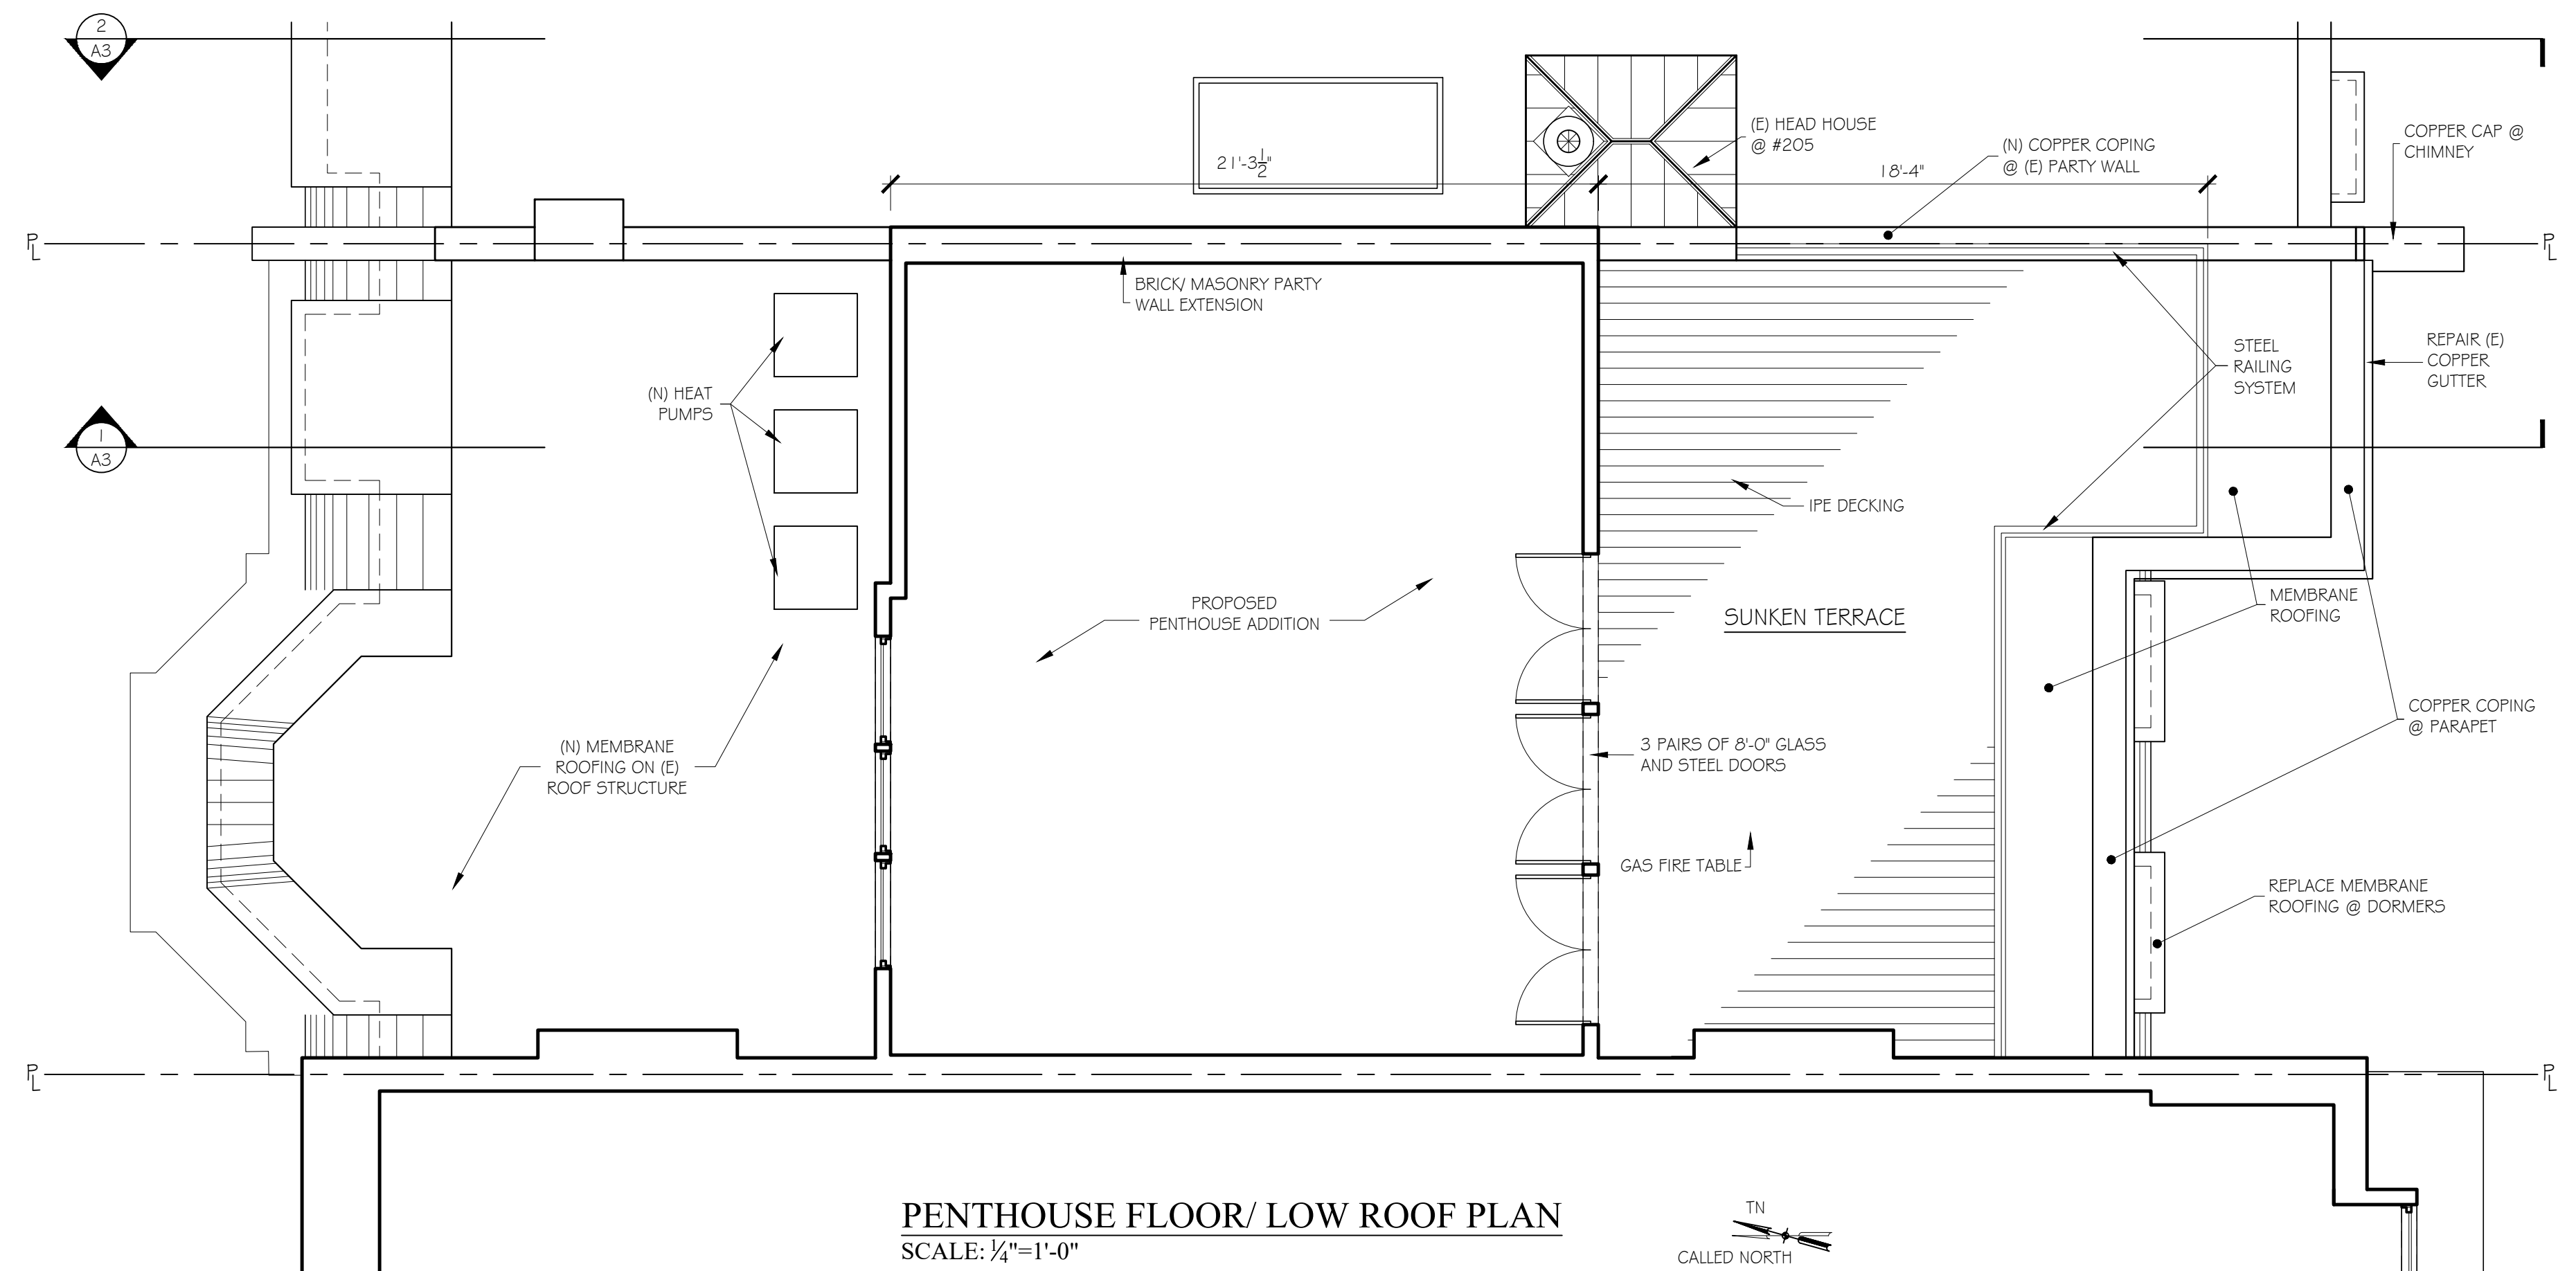 2
A3
21'-3 1/2"
(E) HEAD HOUSE
@ #205
(N) COPPER COPING
@ (E) PARTY WALL
18'-4"
COPPER CAP @
CHIMNEY
PL
PL
BRICK/ MASONRY PARTY
WALL EXTENSION
(N) HEAT
PUMPS
STEEL
RAILING
SYSTEM
REPAIR (E)
COPPER
GUTTER
1
A3
IPE DECKING
PROPOSED
PENTHOUSE ADDITION
SUNKEN TERRACE
MEMBRANE
ROOFING
(N) MEMBRANE
ROOFING ON (E)
ROOF STRUCTURE
3 PAIRS OF 8'-0" GLASS
AND STEEL DOORS
COPPER COPING
@ PARAPET
GAS FIRE TABLE
REPLACE MEMBRANE
ROOFING @ DORMERS
PL
PL
PENTHOUSE FLOOR/ LOW ROOF PLAN
SCALE: 1/4"=1'-0"
TN
CALLED NORTH